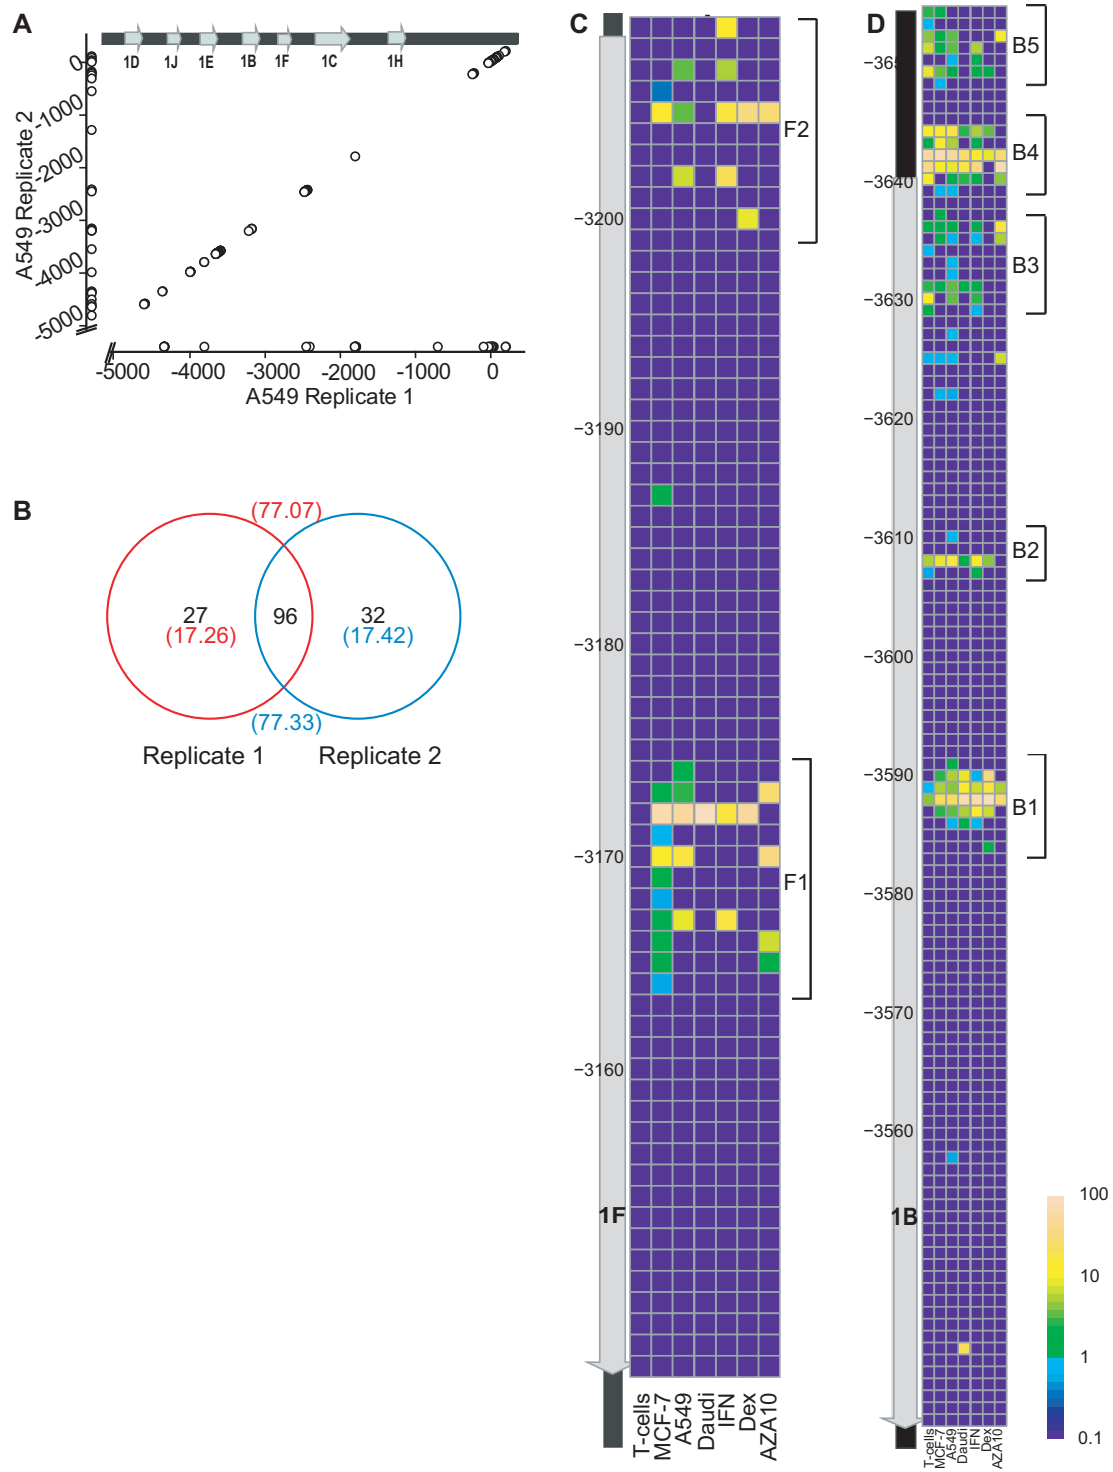 A
1D 1J 1E 1B 1F 1C 1H
0
-1000
-2000
-3000
-4000
-5000
A549 Replicate 2
-5000 -4000 -3000 -2000 -1000 0
A549 Replicate 1
B
(77.07)
27
(17.26)
96
32
(17.42)
(77.33)
Replicate 1
Replicate 2
C
−3200
−3190
−3180
−3170
−3160
1F
F2
F1
T-cells
MCF-7
A549
Daudi
IFN
Dex
AZA10
D
−365
−3640
−3630
−3620
−3610
−3600
−3590
−3580
−3570
−3560
1B
B5
B4
B3
B2
B1
T-cells
MCF-7
A549
Daudi
IFN
Dex
AZA10
100
10
1
0.1